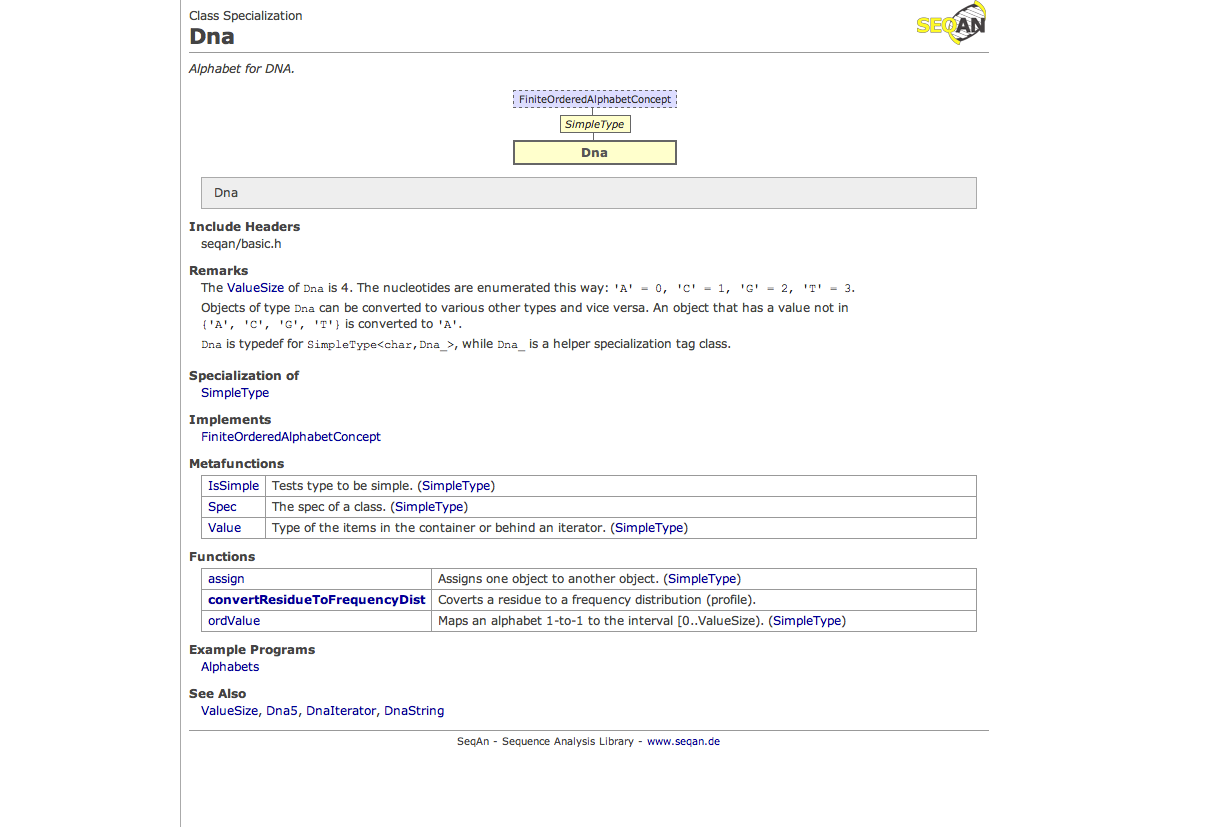 Class Specialization
Dna
SEQAN
Alphabet for DNA.
FiniteOrderedAlphabetConcept
SimpleType
Dna
Dna
Include Headers
seqan/basic.h
Remarks
The ValueSize of Dna is 4. The nucleotides are enumerated this way: 'A' = 0, 'C' = 1, 'G' = 2, 'T' = 3.
Objects of type Dna can be converted to various other types and vice versa. An object that has a value not in
{'A', 'C', 'G', 'T'} is converted to 'A'.
Dna is typedef for SimpleType<char,Dna_>, while Dna_ is a helper specialization tag class.
Specialization of
SimpleType
Implements
FiniteOrderedAlphabetConcept
Metafunctions
IsSimple Tests type to be simple. (SimpleType)
Spec The spec of a class. (SimpleType)
Value Type of the items in the container or behind an iterator. (SimpleType)
Functions
assign Assigns one object to another object. (SimpleType)
convertResidueToFrequencyDist Coverts a residue to a frequency distribution (profile).
ordValue Maps an alphabet 1-to-1 to the interval [0..ValueSize). (SimpleType)
Example Programs
Alphabets
See Also
ValueSize, Dna5, DnaIterator, DnaString
SeqAn - Sequence Analysis Library - www.seqan.de